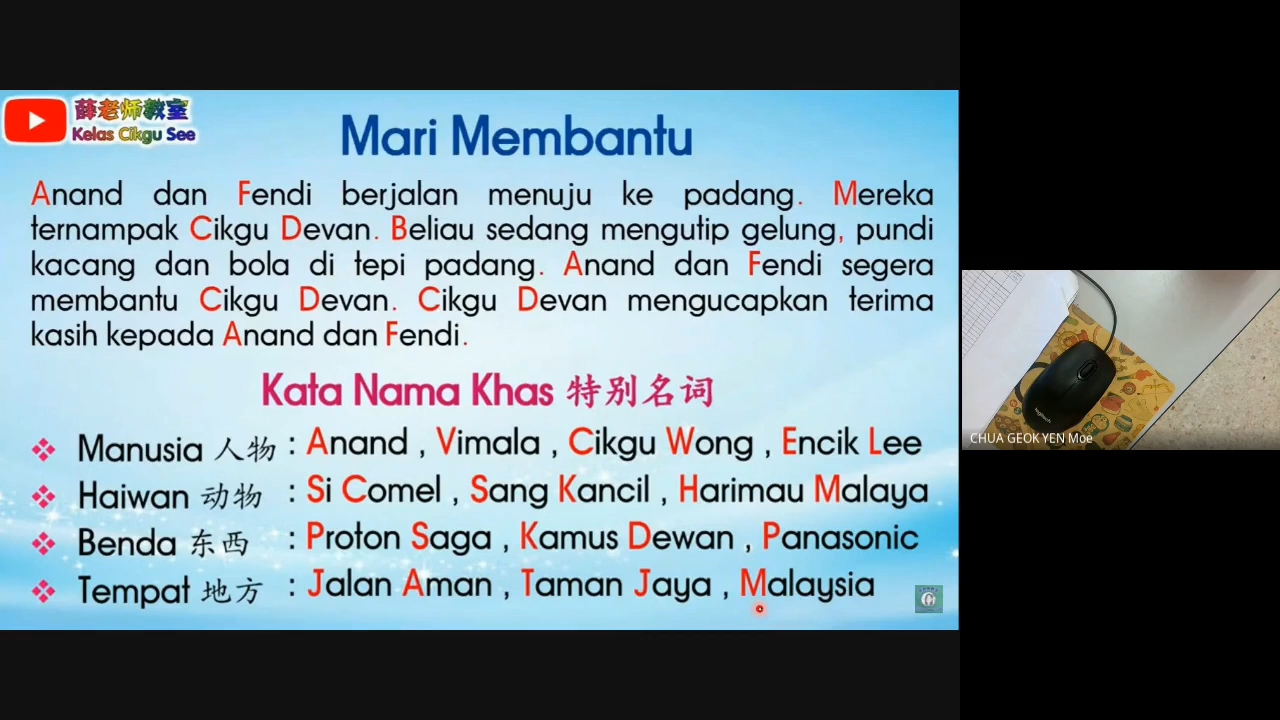 薛老师教室
Kelas Cikgu See
Mari Membantu
Anand dan Fendi berjalan menuju ke padang. Mereka
ternampak Cikgu Devan. Beliau sedang mengutip gelung, pundi
kacang dan bola di tepi padang. Anand dan Fendi segera
membantu Cikgu Devan. Cikgu Devan mengucapkan terima
kasih kepada Anand dan Fendi.
Kata Nama Khas 特别名词
❖ Manusia 人物 : Anand , Vimala , Cikgu Wong , Encik Lee
❖ Haiwan 动物 : Si Comel , Sang Kancil , Harimau Malaya
❖ Benda 东西 : Proton Saga , Kamus Dewan , Panasonic
❖ Tempat 地方 : Jalan Aman , Taman Jaya , Malaysia
CHUA GEOK YEN Moe